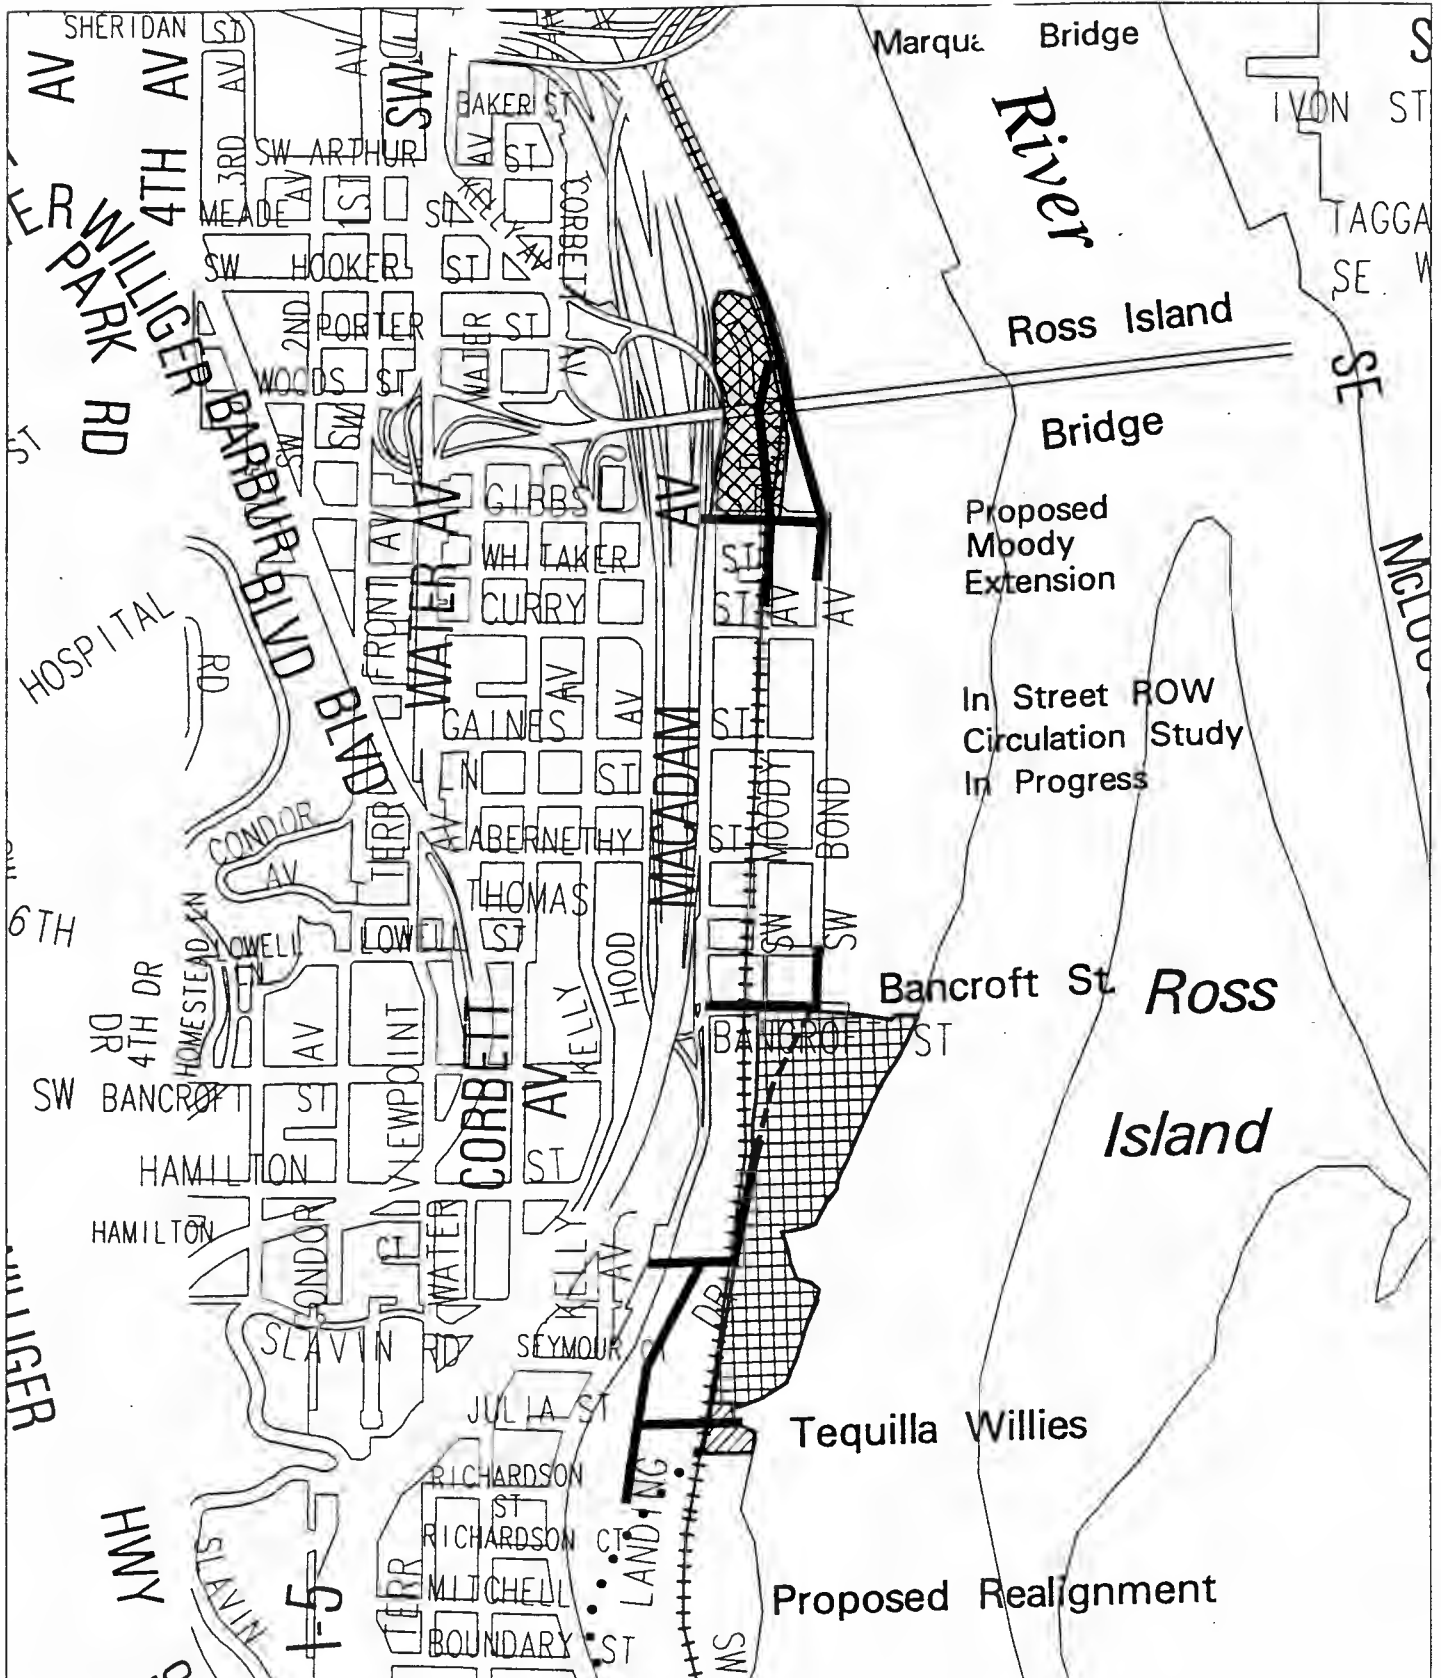 SHERIDAN ST
AV
4TH AV
3RD AV
AV
SW
Bridge
River
IVON ST
BAKER ST
SW ARTHUR
AV ST
MEADE
AV
1ST
ST
KELLY AV
CORBETT
AV
SW HOOKER ST
PARK RD
BARBUR BLVD
BLVD
2ND
PORTER ST
WATER
WOODS ST
SW
SW
ST
SE
SE
Ross Island
Bridge
GIBBS
WATER AV
FRONT AV
MACADAM AV
WHITAKER
ST
CURRY
ST
AV
AV
HOSPITAL
RD
Proposed
Moody
Extension
In Street ROW
Circulation Study
In Progress
AV
AV
GAINES
ST
LN
ST
SW MOODY
SW BOND
CONDOR
AV
ABERNETHY
ST
THOMAS
6TH
LOWELL
LN
LOWELL ST
HOMESTEAD LN
4TH DR
DR
HOOD
KELLY
AV
VIEWPOINT
CORBETT
AV
Bancroft St.
Ross
Island
BANCROFT ST
SW BANCROFT ST
HAMILTON ST
HAMILTON
CT
WATER
KELLY
AV
DR
SLAVIN RD
SEYMOUR CT
JULIA ST
Tequilla Willies
RICHARDSON
ST
RICHARDSON CT
LANDING
HWY
SLAVIN
I-5
TERR
MITCHELL
Proposed Realignment
BOUNDARY ST
SW